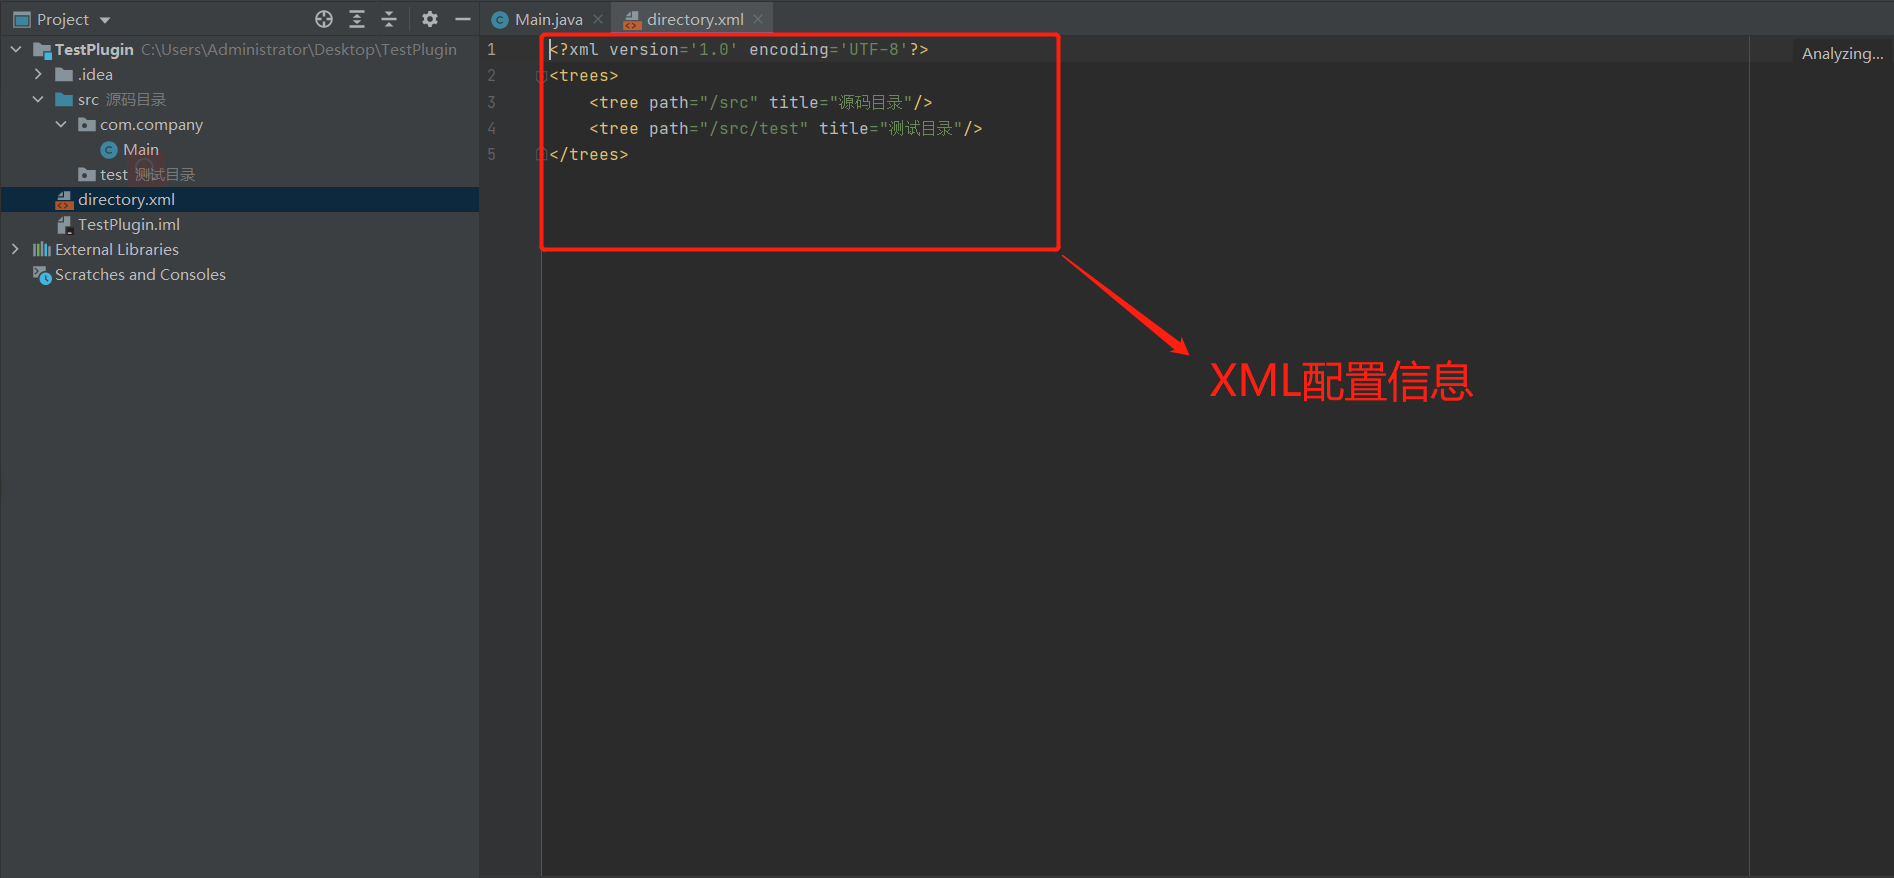 Project
TestPlugin C:\Users\Administrator\Desktop\TestPlugin
.idea
src 源码目录
com.company
Main
test 测试目录
directory.xml
TestPlugin.iml
External Libraries
Scratches and Consoles
Main.java
directory.xml
1 <?xml version='1.0' encoding='UTF-8'?>
2 <trees>
3 <tree path="/src" title="源码目录"/>
4 <tree path="/src/test" title="测试目录"/>
5 </trees>
Analyzing...
XML配置信息